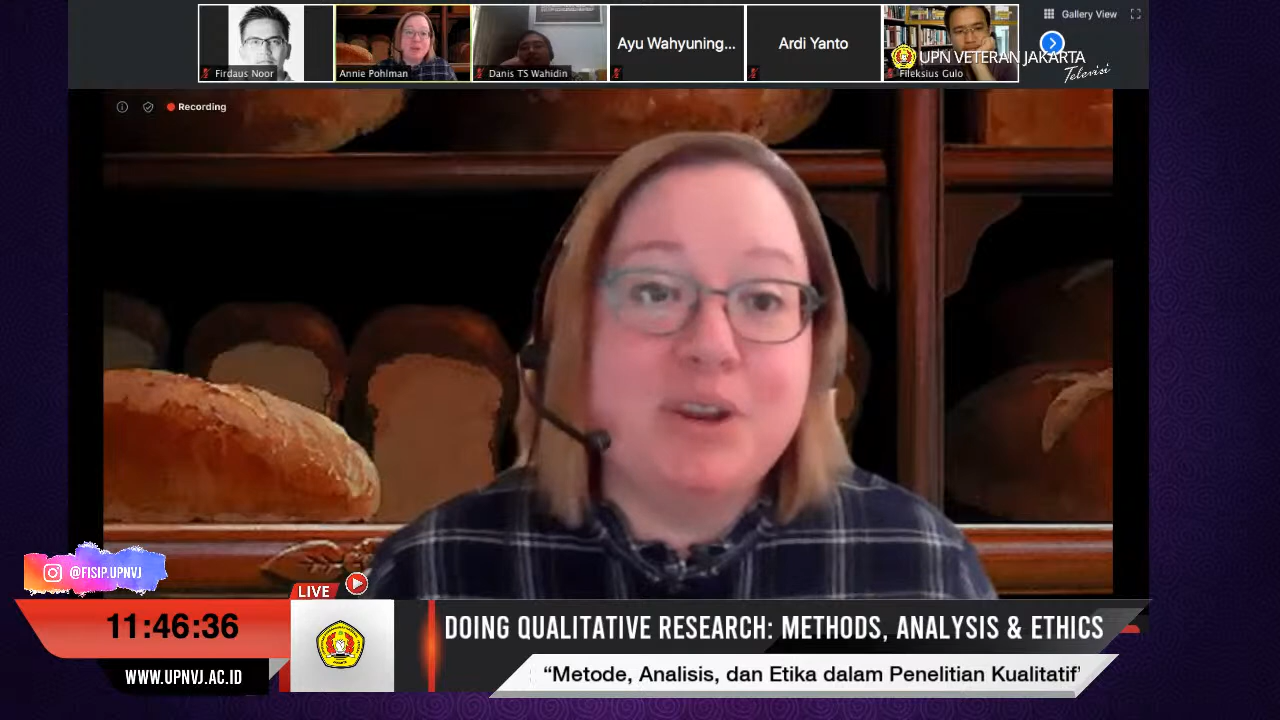 Ayu Wahyuning...
Ardi Yanto
Gallery View
Firdaus Noor
Annie Pohlman
Danis TS Wahidin
Fileksius Gulo
UPN VETERAN JAKARTA
Televisi
Recording
@FISIP.UPNVJ
LIVE
11:46:36
DOING QUALITATIVE RESEARCH: METHODS, ANALYSIS & ETHICS
WWW.UPNVJ.AC.ID
“Metode, Analisis, dan Etika dalam Penelitian Kualitatif"